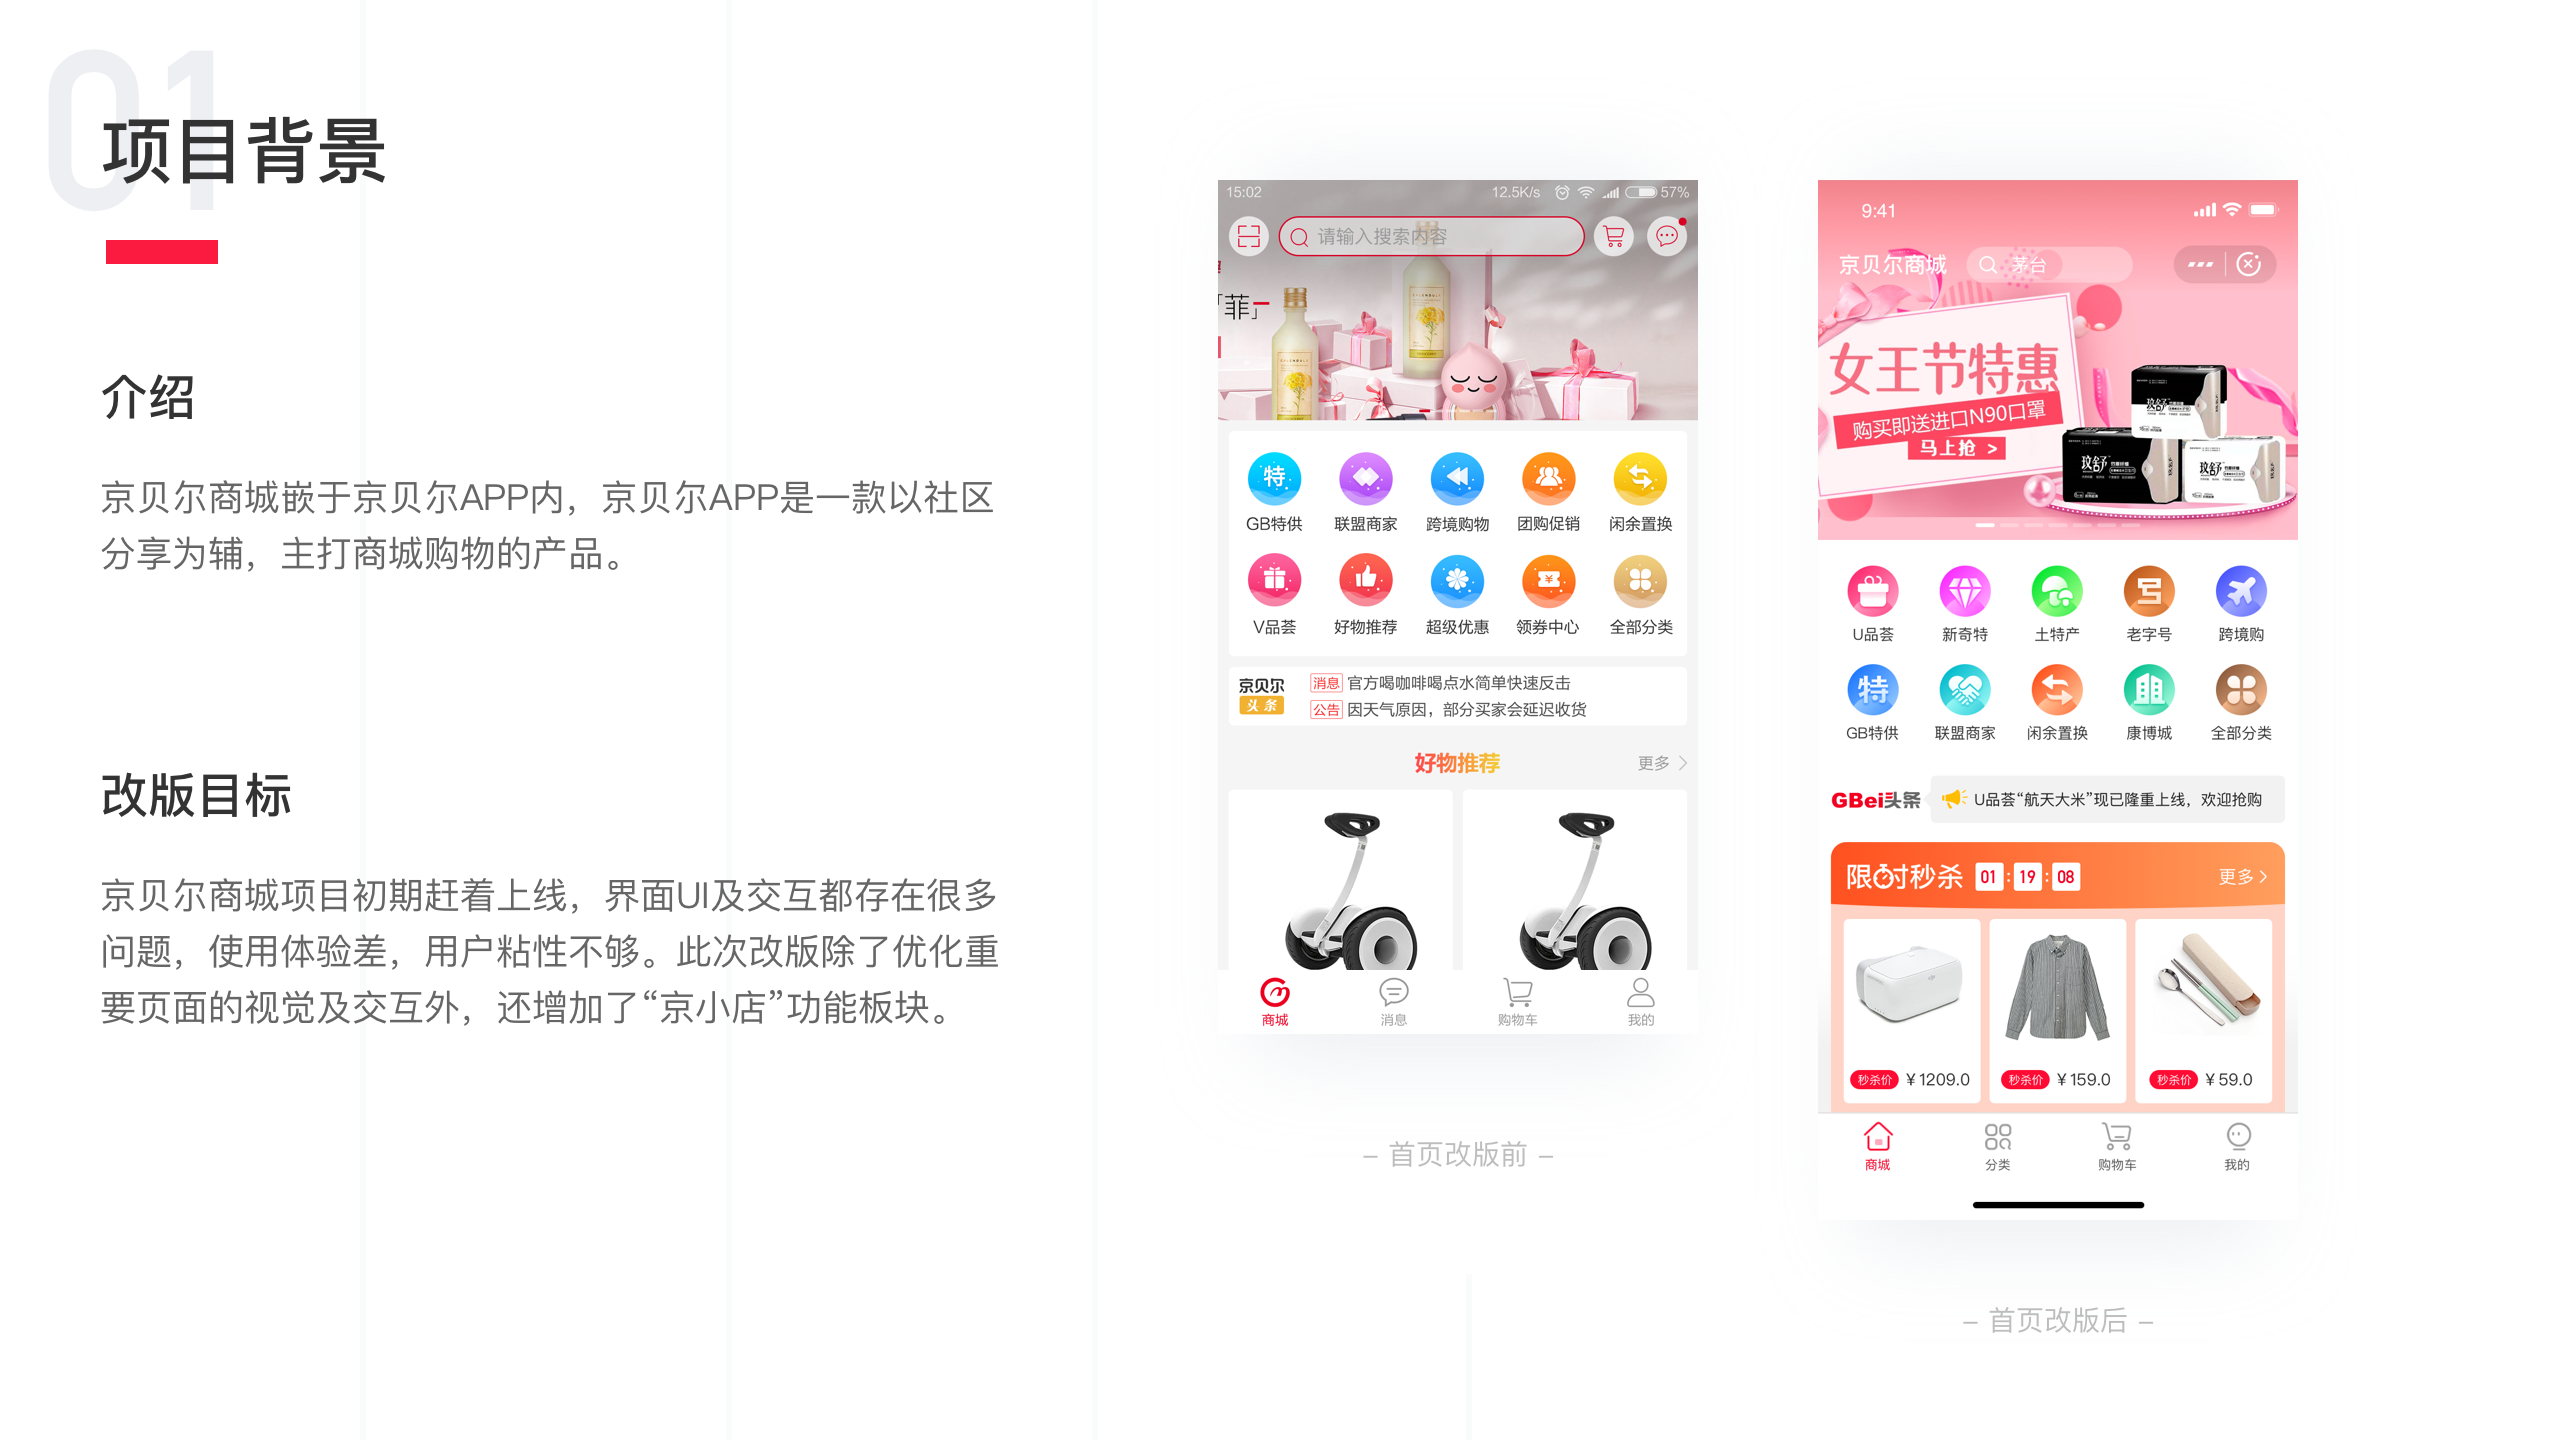 01
项目背景
介绍
京贝尔商城嵌于京贝尔APP内，京贝尔APP是一款以社区
分享为辅，主打商城购物的产品。
改版目标
京贝尔商城项目初期赶着上线，界面UI及交互都存在很多
问题，使用体验差，用户粘性不够。此次改版除了优化重
要页面的视觉及交互外，还增加了“京小店”功能板块。
15:02
12.5K/s
57%
请输入搜索内容
「菲」
特
GB特供 联盟商家 跨境购物 团购促销 闲余置换
V品荟 好物推荐 超级优惠 领券中心 全部分类
京贝尔
头条
消息 官方喝咖啡喝点水简单快速反击
公告 因天气原因，部分买家会延迟收货
好物推荐
更多
商城 消息 购物车 我的
– 首页改版前 –
9:41
京贝尔商城
茅台
女王节特惠
购买即送进口N90口罩
马上抢 >
玫舒
玫舒
玫舒
U品荟 新奇特 土特产 老字号 跨境购
特
GB特供 联盟商家 闲余置换 康博城 全部分类
GBei头条
U品荟“航天大米”现已隆重上线，欢迎抢购
限时秒杀 01 : 19 : 08
更多
秒杀价 ¥1209.0
秒杀价 ¥159.0
秒杀价 ¥59.0
商城 分类 购物车 我的
– 首页改版后 –